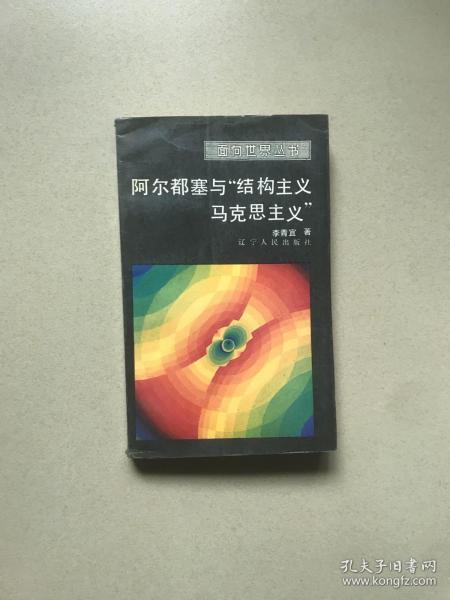 面向世界丛书
阿尔都塞与“结构主义
马克思主义”
李青宜 著
辽宁人民出版社
孔夫子旧书网
www.kongfz.com